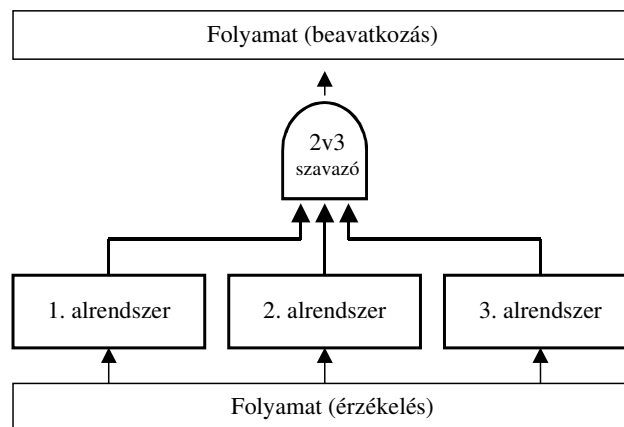 Folyamat (beavatkozás)
2v3
szavazó
1. alrendszer
2. alrendszer
3. alrendszer
Folyamat (érzékelés)